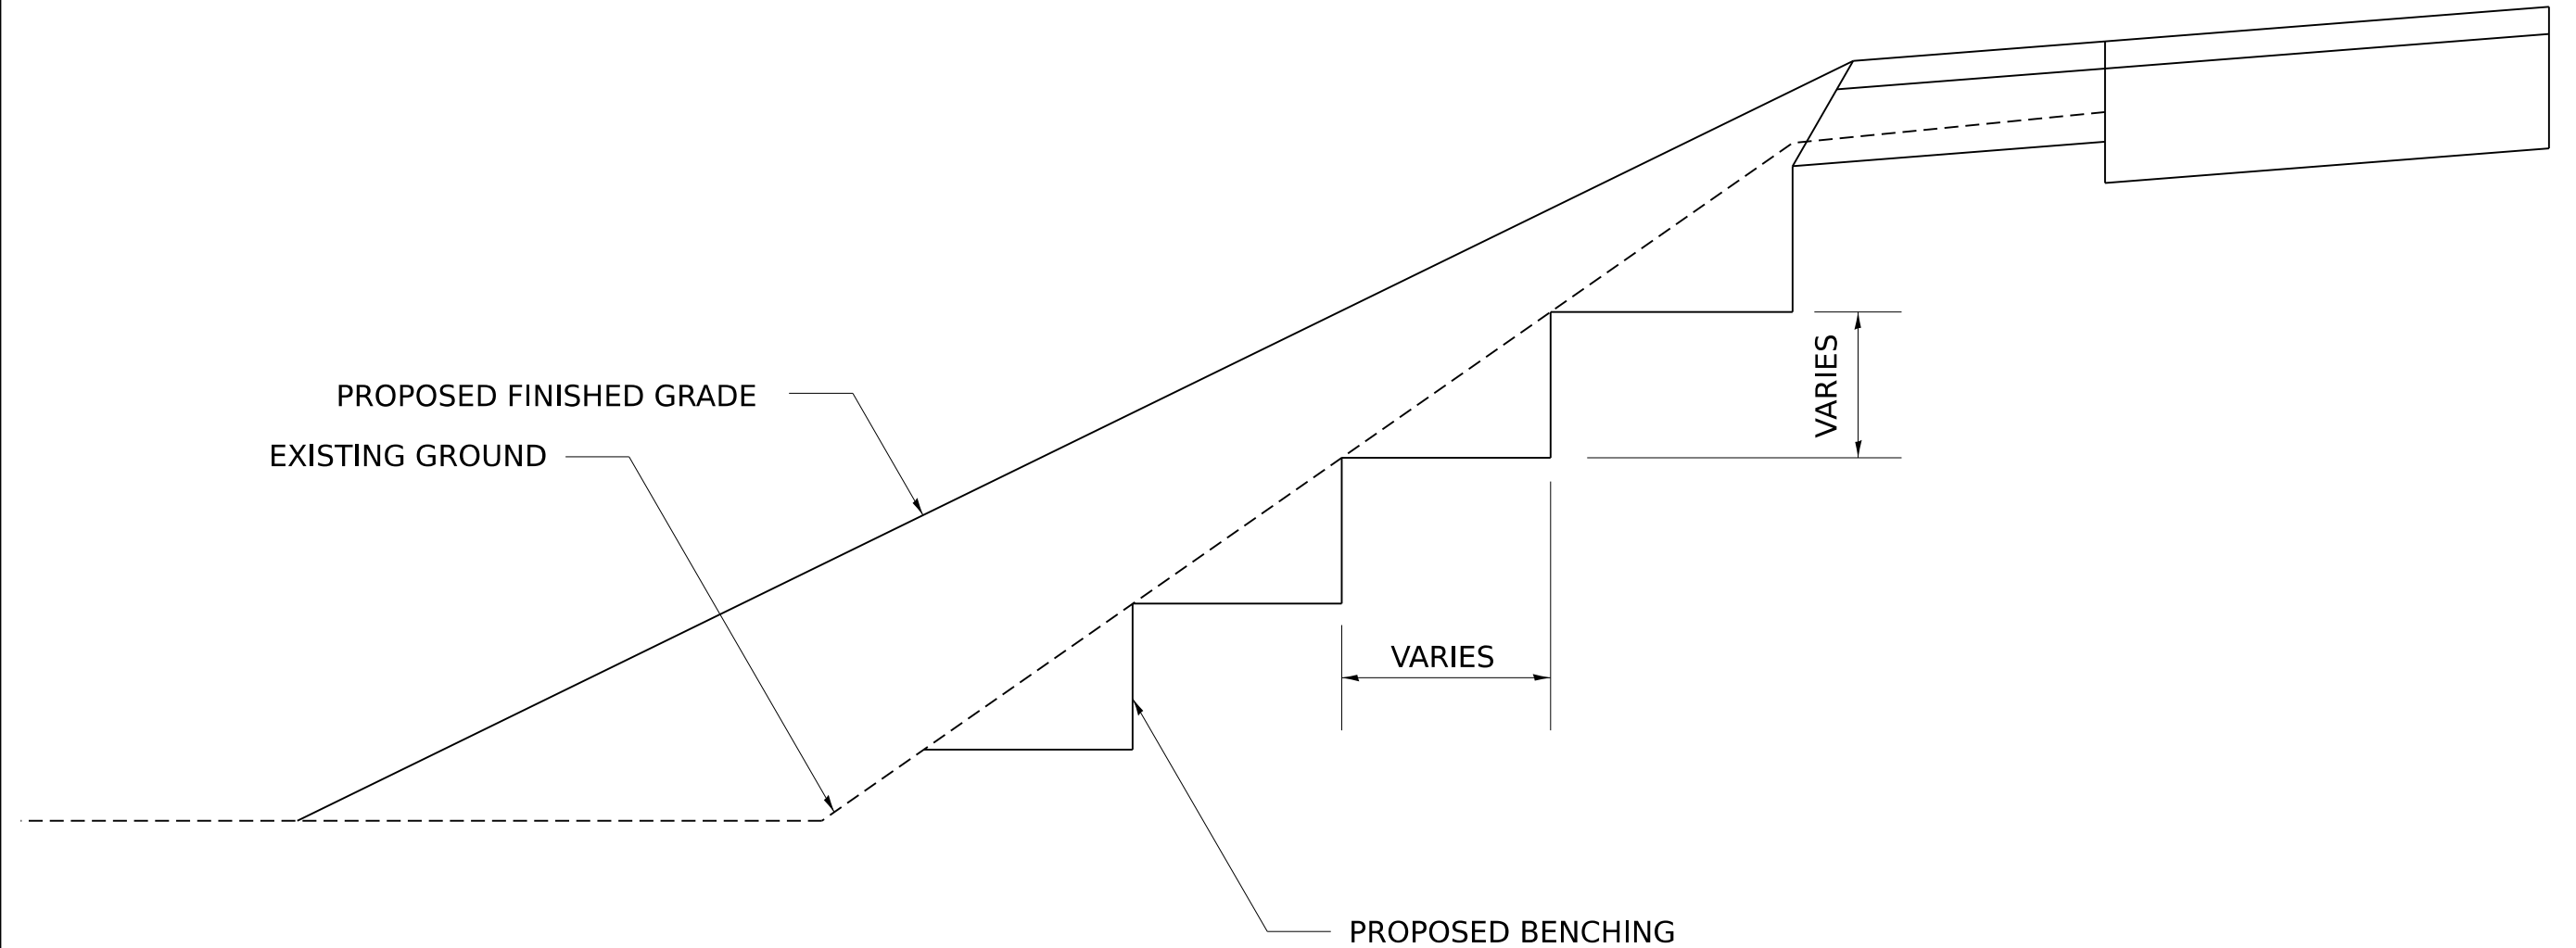 VARIES
PROPOSED FINISHED GRADE
EXISTING GROUND
VARIES
PROPOSED BENCHING